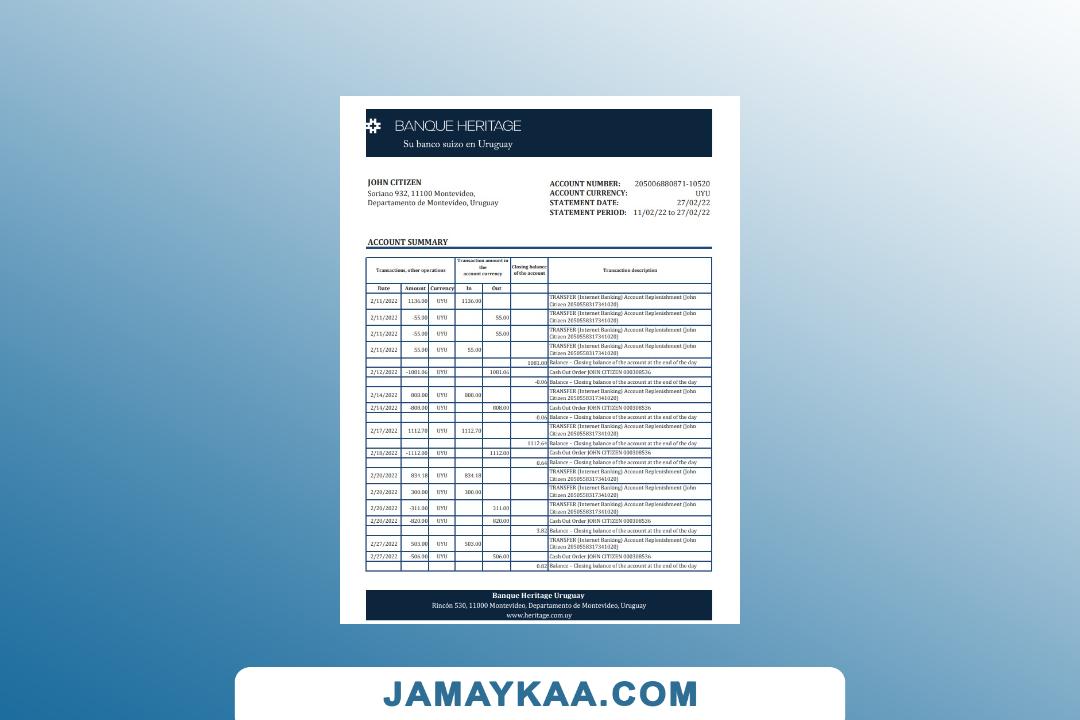 BANQUE HERITAGE
Su banco suizo en Uruguay
JOHN CITIZEN
Soriano 932, 11100 Montevideo,
Departamento de Montevideo, Uruguay
ACCOUNT NUMBER: 205006880871-10520
ACCOUNT CURRENCY: UYU
STATEMENT DATE: 27/02/22
STATEMENT PERIOD: 11/02/22 to 27/02/22
ACCOUNT SUMMARY
Transactions, other operations
Transaction amount in
the
account currency
Closing balance
of the account
Transaction description
Date Amount Currency In Out
2/11/2022 1136.00 UYU 1136.00 TRANSFER (Internet Banking) Account Replenishment (John
Citizen 2050558317341020)
2/11/2022 -55.00 UYU 55.00 TRANSFER (Internet Banking) Account Replenishment (John
Citizen 2050558317341020)
2/11/2022 -55.00 UYU 55.00 TRANSFER (Internet Banking) Account Replenishment (John
Citizen 2050558317341020)
2/11/2022 55.00 UYU 55.00 TRANSFER (Internet Banking) Account Replenishment (John
Citizen 2050558317341020)
1081.00 Balance – Closing balance of the account at the end of the day
2/12/2022 -1081.06 UYU 1081.06 Cash Out Order JOHN CITIZEN 000308536
-0.06 Balance – Closing balance of the account at the end of the day
2/14/2022 808.00 UYU 808.00 TRANSFER (Internet Banking) Account Replenishment (John
Citizen 2050558317341020)
2/14/2022 -808.00 UYU 808.00 Cash Out Order JOHN CITIZEN 000308536
-0.06 Balance – Closing balance of the account at the end of the day
2/17/2022 1112.70 UYU 1112.70 TRANSFER (Internet Banking) Account Replenishment (John
Citizen 2050558317341020)
1112.64 Balance – Closing balance of the account at the end of the day
2/18/2022 -1112.00 UYU 1112.00 Cash Out Order JOHN CITIZEN 000308536
0.64 Balance – Closing balance of the account at the end of the day
2/20/2022 834.18 UYU 834.18 TRANSFER (Internet Banking) Account Replenishment (John
Citizen 2050558317341020)
2/20/2022 300.00 UYU 300.00 TRANSFER (Internet Banking) Account Replenishment (John
Citizen 2050558317341020)
2/20/2022 -311.00 UYU 311.00 TRANSFER (Internet Banking) Account Replenishment (John
Citizen 2050558317341020)
2/20/2022 -820.00 UYU 820.00 Cash Out Order JOHN CITIZEN 000308536
3.82 Balance – Closing balance of the account at the end of the day
2/27/2022 503.00 UYU 503.00 TRANSFER (Internet Banking) Account Replenishment (John
Citizen 2050558317341020)
2/27/2022 -506.00 UYU 506.00 Cash Out Order JOHN CITIZEN 000308536
0.82 Balance – Closing balance of the account at the end of the day
Banque Heritage Uruguay
Rincón 530, 11000 Montevideo, Departamento de Montevideo, Uruguay
www.heritage.com.uy
JAMAYKAA.COM